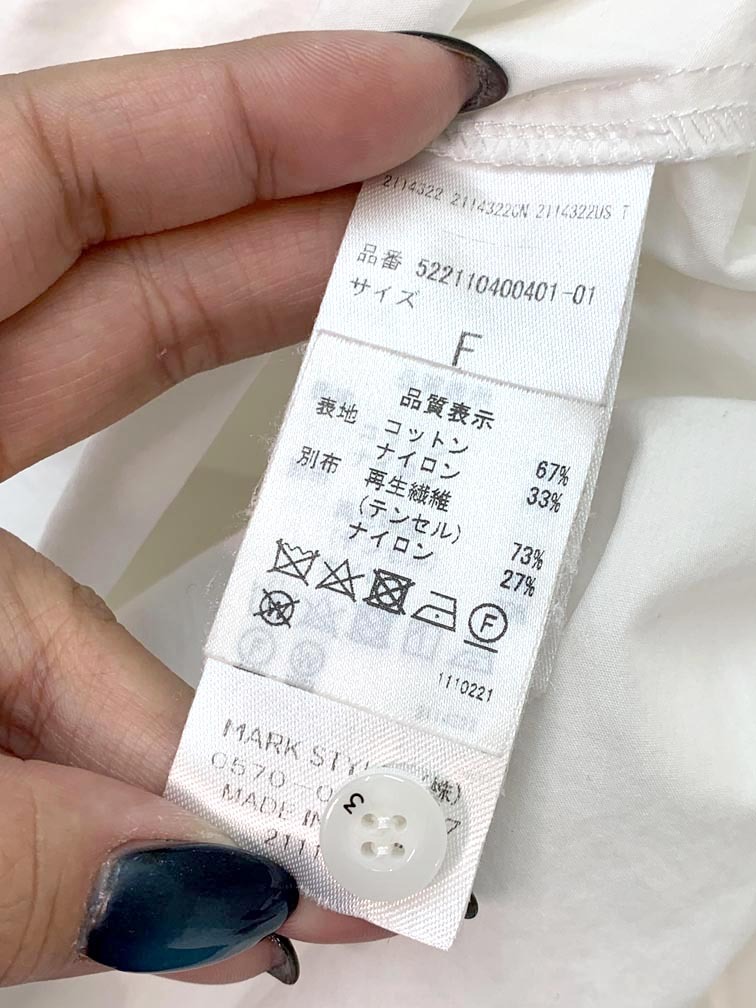 2114322 2114322CN 2114322US T
品番 522110400401-01
サイズ
F
品質表示
表地 コットン 67%
ナイロン 33%
別布 再生繊維
(テンセル) 73%
ナイロン 27%
F
W
1110221
MARK (株)
0570-0
MADE IN
3